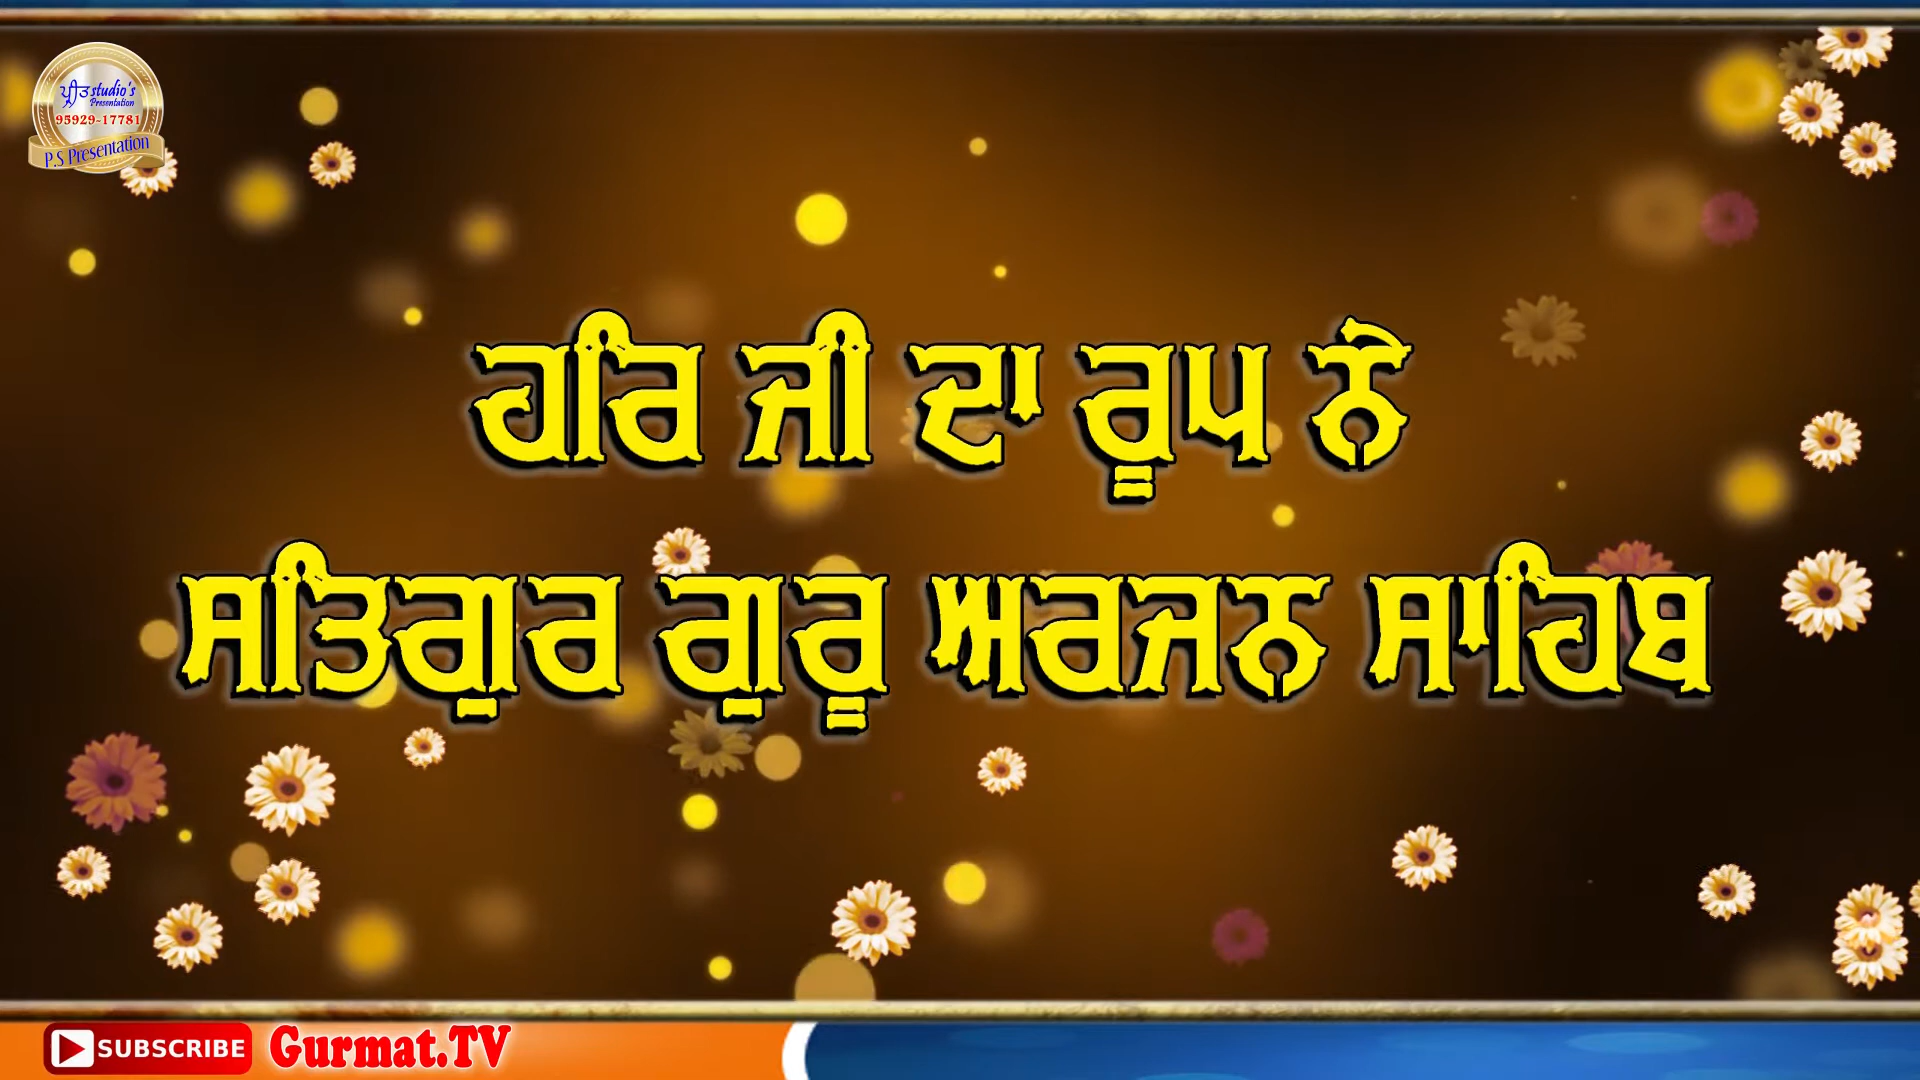 ਪ੍ਰੀਤ studio's
Presentation
95929-17781
P.S Presentation
ਹਰਿ ਜੀ ਦਾ ਰੂਪ ਨੇ
ਸਤਿਗੁਰ ਗੁਰੂ ਅਰਜਨ ਸਾਹਿਬ
SUBSCRIBE Gurmat.TV